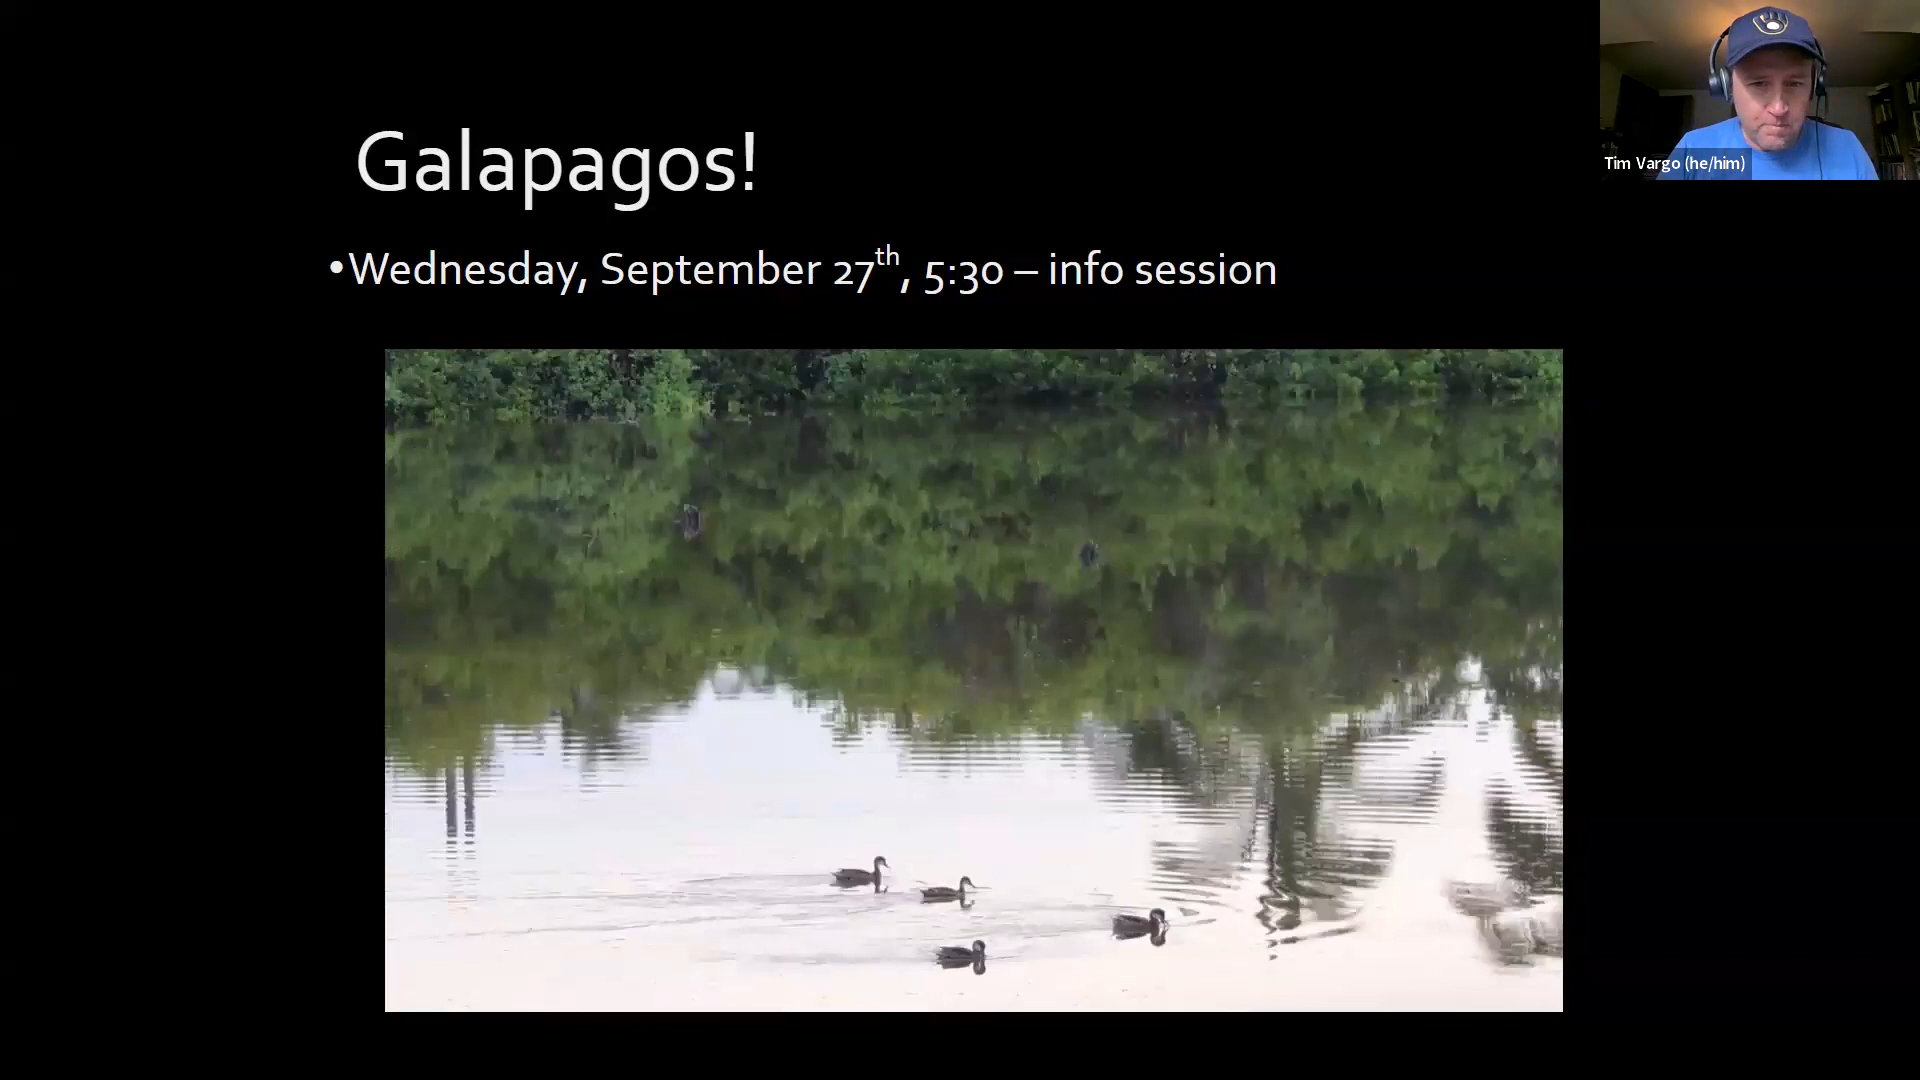 Galapagos!
•Wednesday, September 27th, 5:30 – info session
Tim Vargo (he/him)